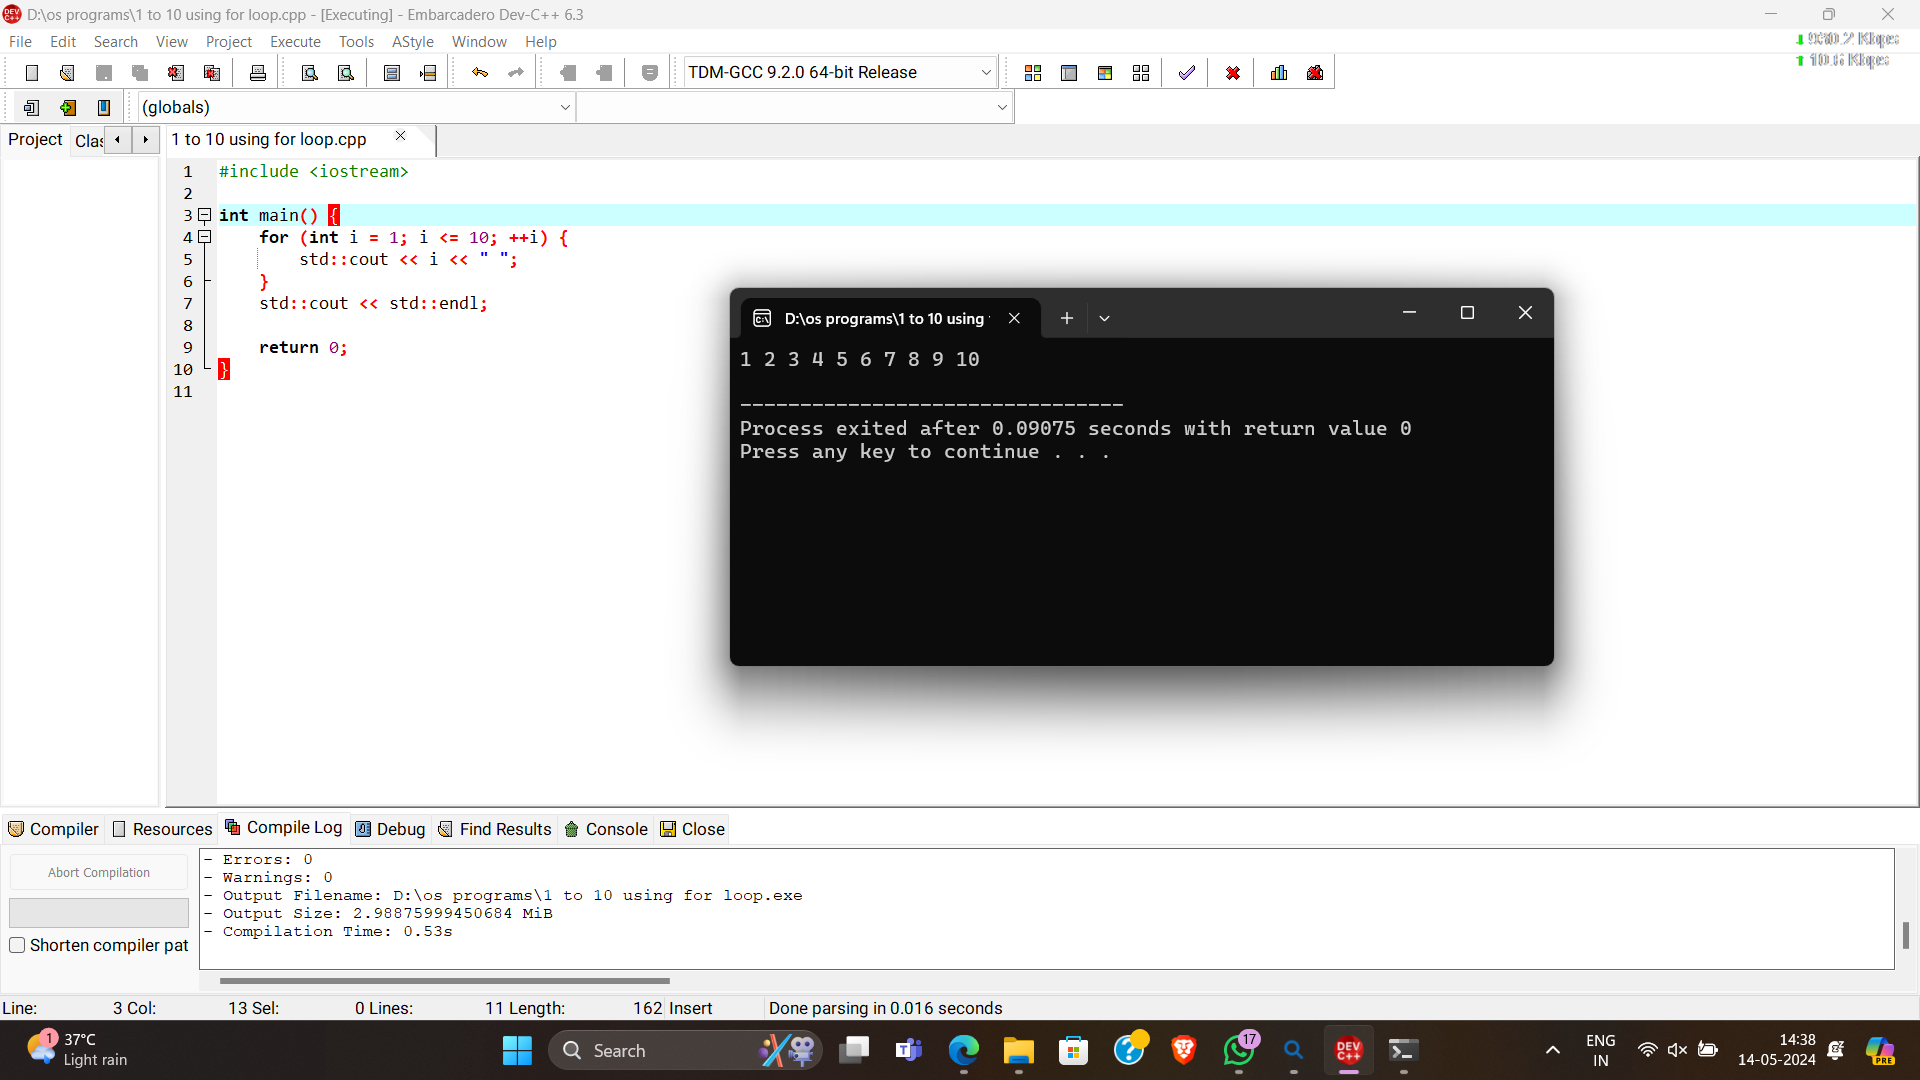 D:\os programs\1 to 10 using for loop.cpp - [Executing] - Embarcadero Dev-C++ 6.3
File Edit Search View Project Execute Tools AStyle Window Help
930.2 Kbps
10.6 Kbps
TDM-GCC 9.2.0 64-bit Release
(globals)
Project Clas
1 to 10 using for loop.cpp
1 #include <iostream>
2
3 int main() {
4 for (int i = 1; i <= 10; ++i) {
5 std::cout << i << " ";
6 }
7 std::cout << std::endl;
8
9 return 0;
10 }
11
D:\os programs\1 to 10 using
1 2 3 4 5 6 7 8 9 10
--------------------------------
Process exited after 0.09075 seconds with return value 0
Press any key to continue . . .
Compiler Resources Compile Log Debug Find Results Console Close
Abort Compilation
Shorten compiler pat
- Errors: 0
- Warnings: 0
- Output Filename: D:\os programs\1 to 10 using for loop.exe
- Output Size: 2.98875999450684 MiB
- Compilation Time: 0.53s
Line: 3 Col: 13 Sel: 0 Lines: 11 Length: 162 Insert Done parsing in 0.016 seconds
1
37°C
Light rain
Search
17
DEV
C++
ENG
IN
14:38
14-05-2024
PRE